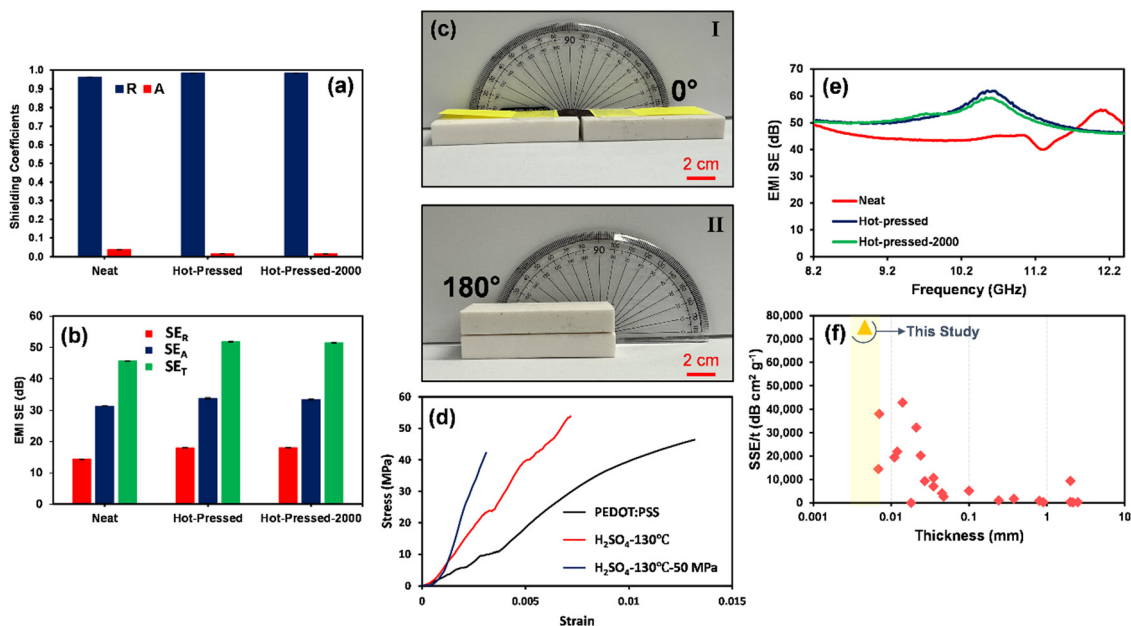 (a)
R A
Shielding Coefficients
1.0
0.9
0.8
0.7
0.6
0.5
0.4
0.3
0.2
0.1
0.0
Neat Hot-Pressed Hot-Pressed-2000
(b)
SE_R
SE_A
SE_T
EMI SE (dB)
60
50
40
30
20
10
0
Neat Hot-Pressed Hot-Pressed-2000
(c)
I
90
0°
2 cm
II
90
180°
2 cm
(d)
Stress (MPa)
60
50
40
30
20
10
0
PEDOT:PSS
H₂SO₄-130℃
H₂SO₄-130℃-50 MPa
0 0.005 0.01 0.015
Strain
(e)
EMI SE (dB)
70
60
50
40
30
20
10
0
Neat
Hot-pressed
Hot-pressed-2000
8.2 9.2 10.2 11.2 12.2
Frequency (GHz)
(f)
This Study
SSE/t (dB cm² g⁻¹)
80,000
70,000
60,000
50,000
40,000
30,000
20,000
10,000
0
0.001 0.01 0.1 1 10
Thickness (mm)